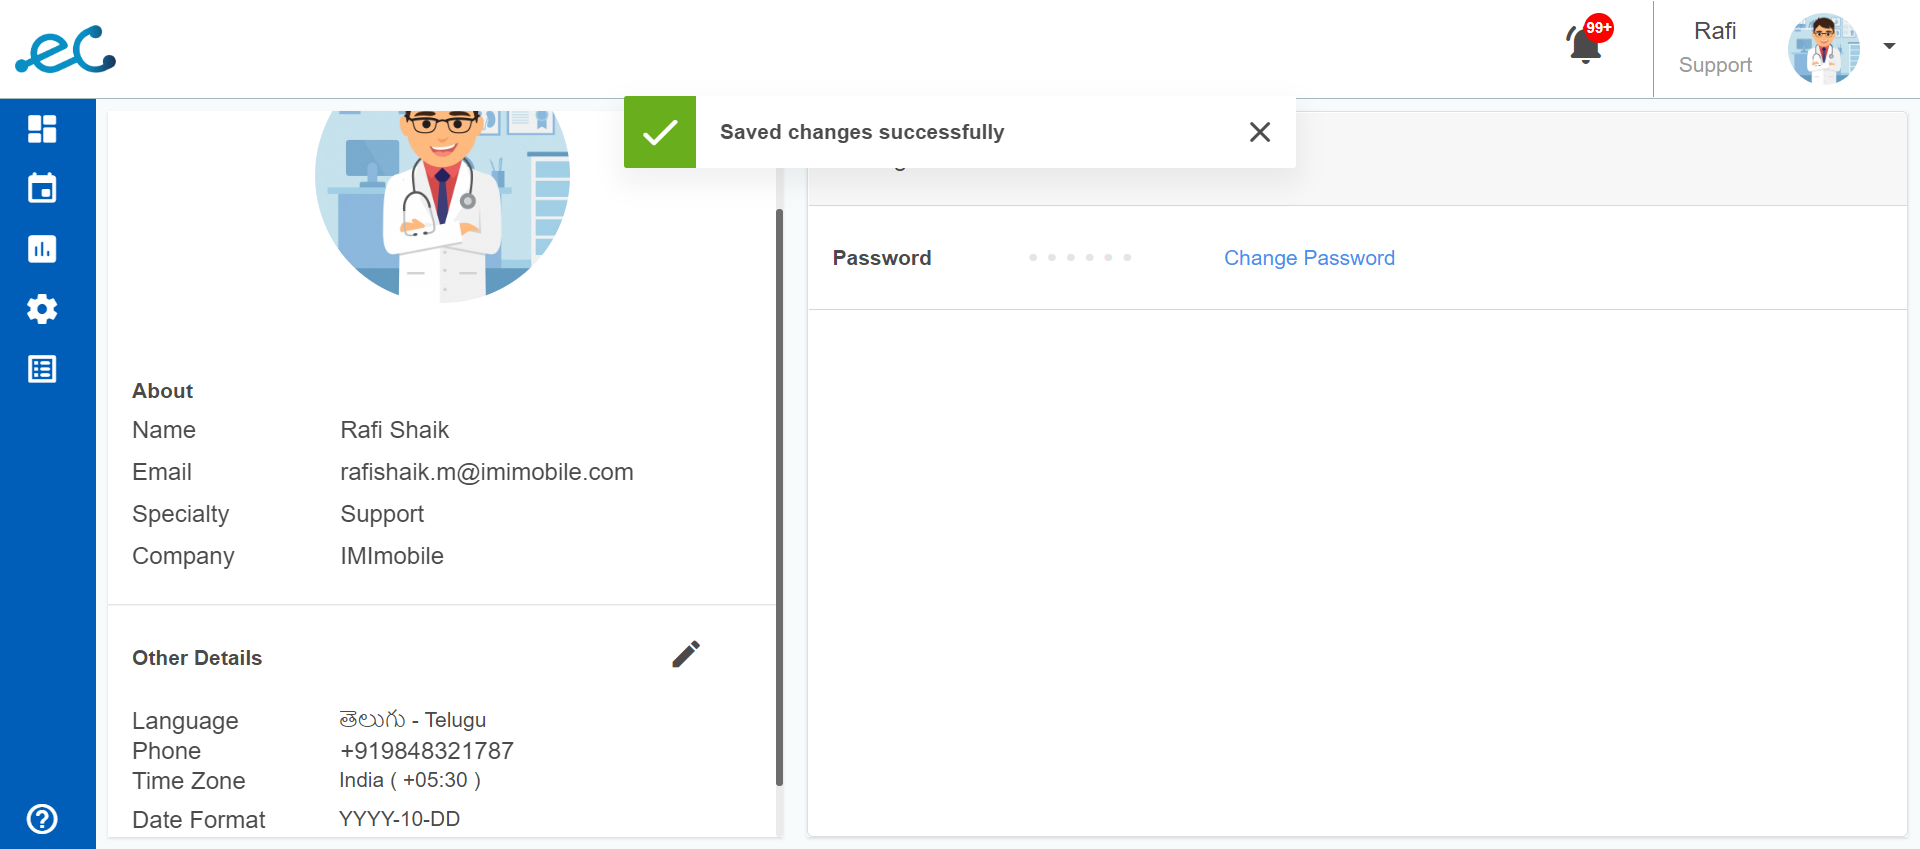 eC
99+
Rafi
Support
Saved changes successfully
Password
Change Password
About
Name Rafi Shaik
Email rafishaik.m@imimobile.com
Specialty Support
Company IMImobile
Other Details
Language తెలుగు - Telugu
Phone +919848321787
Time Zone India ( +05:30 )
Date Format YYYY-10-DD